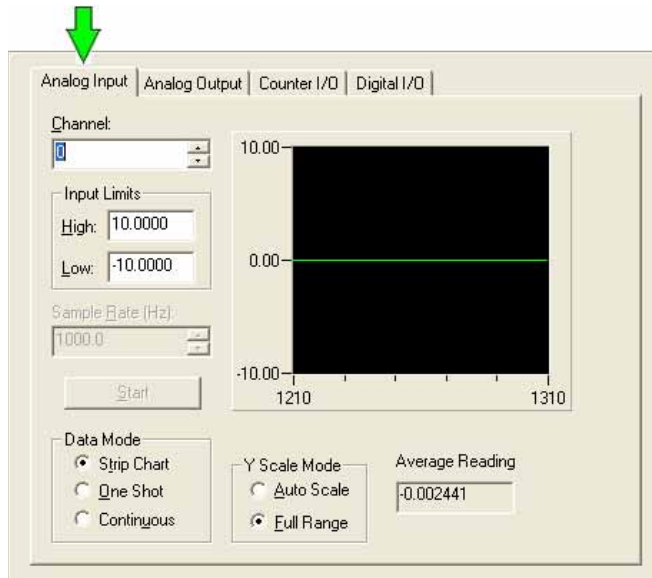 Analog Input
Analog Output
Counter I/O
Digital I/O
Channel:
0
Input Limits
High: 10.0000
Low: -10.0000
Sample Rate (Hz):
1000.0
Start
10.00
0.00
-10.00
1210
1310
Data Mode
Strip Chart
One Shot
Continuous
Y Scale Mode
Auto Scale
Full Range
Average Reading
-0.002441